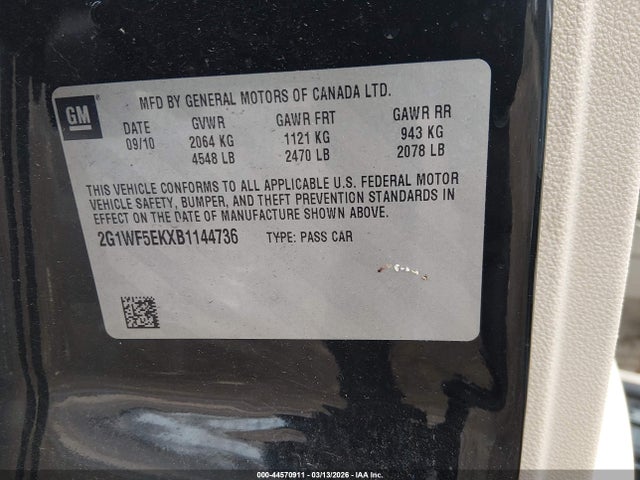 GM
MFD BY GENERAL MOTORS OF CANADA LTD.
DATE GVWR GAWR FRT GAWR RR
09/10 2064 KG 1121 KG 943 KG
4548 LB 2470 LB 2078 LB
THIS VEHICLE CONFORMS TO ALL APPLICABLE U.S. FEDERAL MOTOR
VEHICLE SAFETY, BUMPER, AND THEFT PREVENTION STANDARDS IN
EFFECT ON THE DATE OF MANUFACTURE SHOWN ABOVE.
2G1WF5EKXB1144736 TYPE: PASS CAR
000-44570911 - 03/13/2026 - IAA Inc.